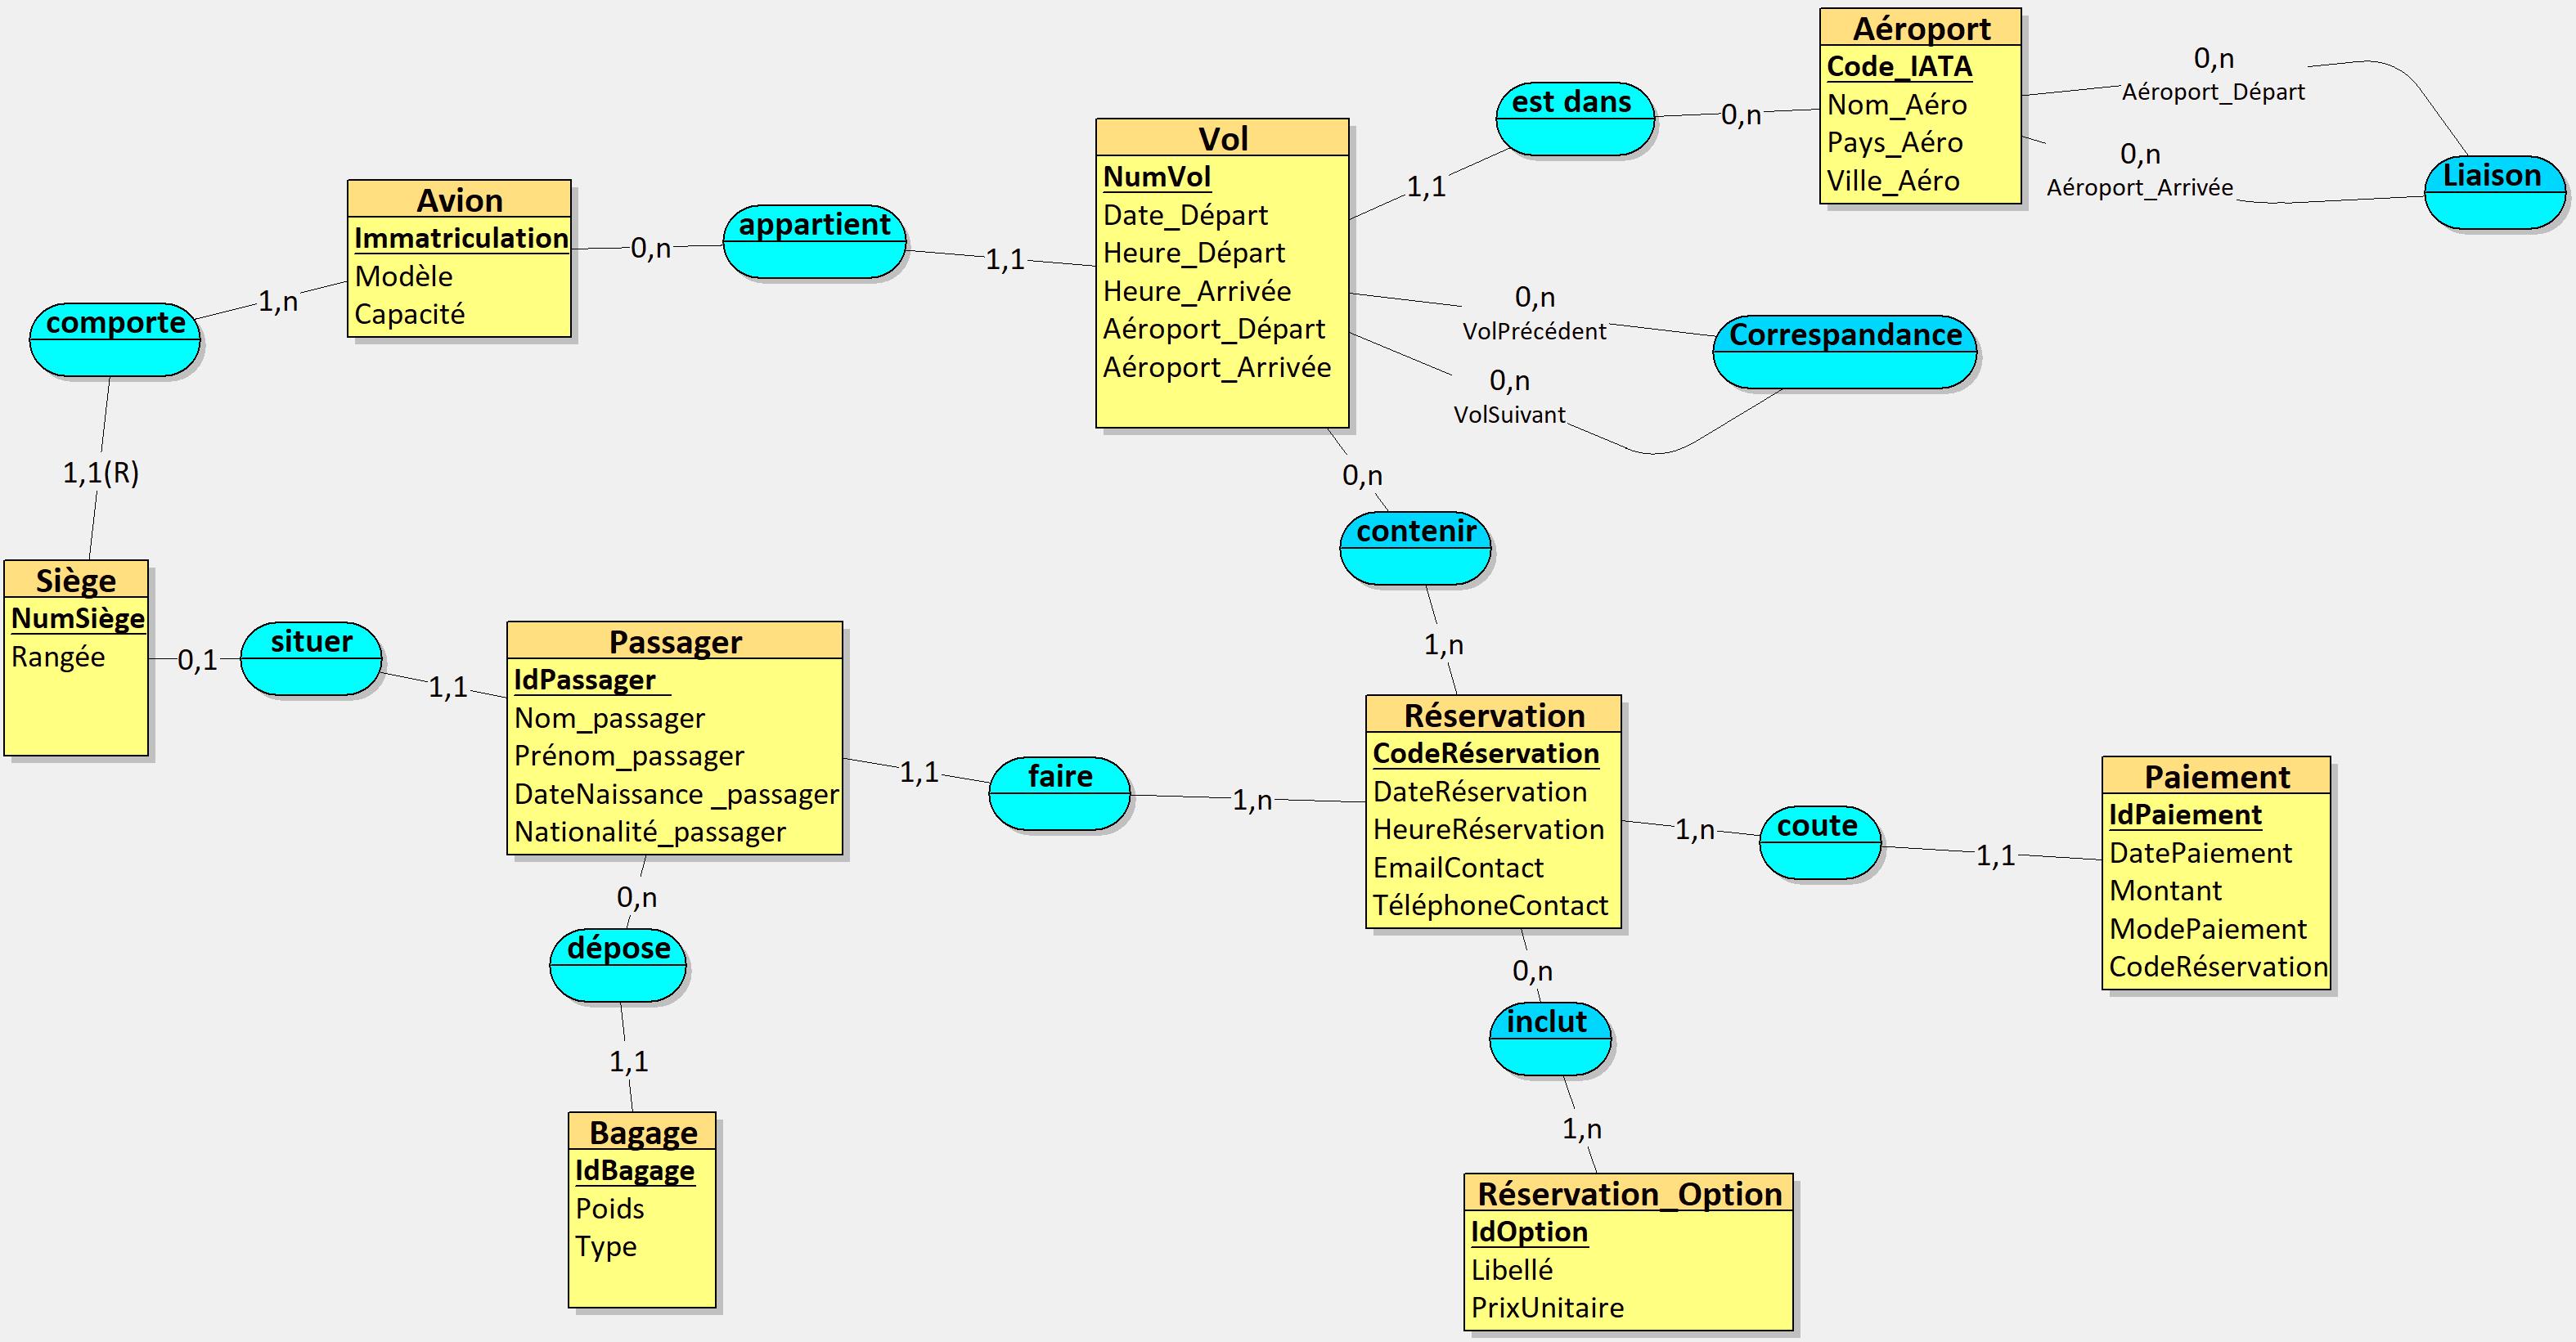 Aéroport
Code_IATA
Nom_Aéro
Pays_Aéro
Ville_Aéro
0,n
Aéroport_Départ
0,n
Aéroport_Arrivée
Liaison
est dans
0,n
1,1
Vol
NumVol
Date_Départ
Heure_Départ
Heure_Arrivée
Aéroport_Départ
Aéroport_Arrivée
Avion
Immatriculation
Modèle
Capacité
0,n
appartient
1,1
0,n
VolPrécédent
0,n
VolSuivant
Correspandance
comporte
1,n
1,1(R)
0,n
contenir
1,n
Siège
NumSiège
Rangée
0,1
situer
1,1
Passager
IdPassager
Nom_passager
Prénom_passager
DateNaissance _passager
Nationalité_passager
1,1
faire
1,n
Réservation
CodeRéservation
DateRéservation
HeureRéservation
EmailContact
TéléphoneContact
1,n
coute
1,1
Paiement
IdPaiement
DatePaiement
Montant
ModePaiement
CodeRéservation
0,n
dépose
1,1
Bagage
IdBagage
Poids
Type
0,n
inclut
1,n
Réservation_Option
IdOption
Libellé
PrixUnitaire